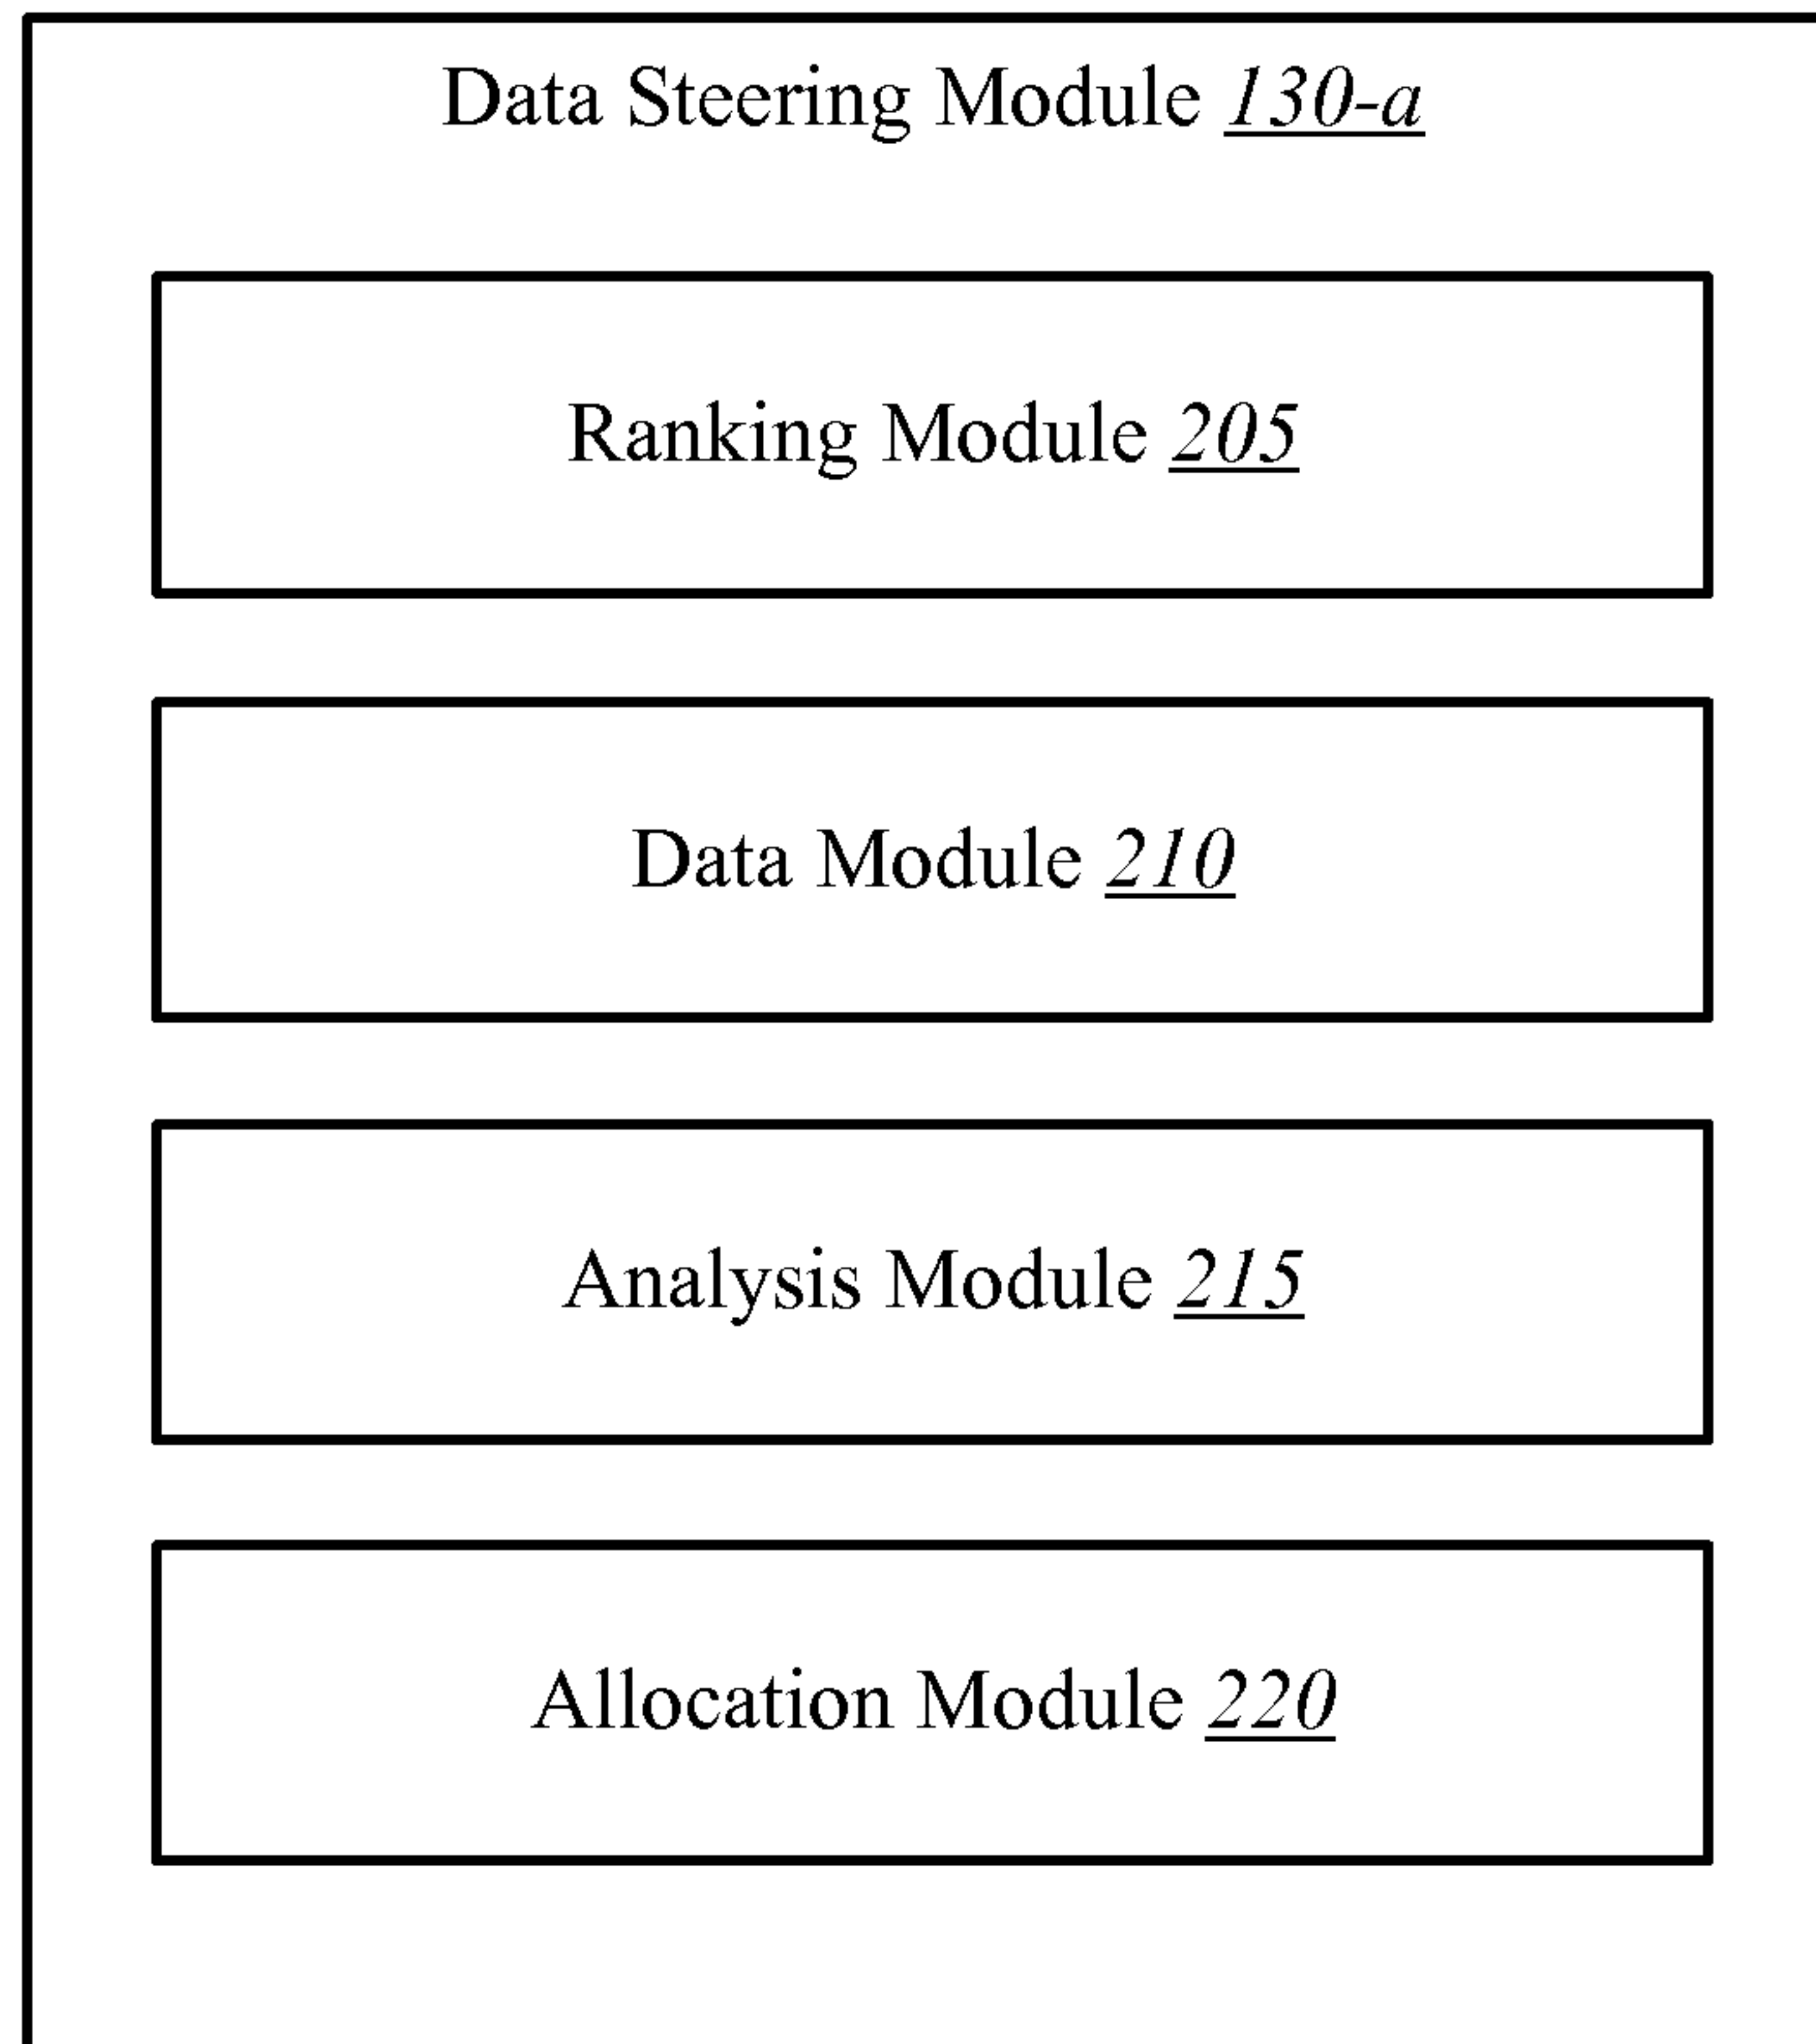 Data Steering Module 130-a
Ranking Module 205
Data Module 210
Analysis Module 215
Allocation Module 220